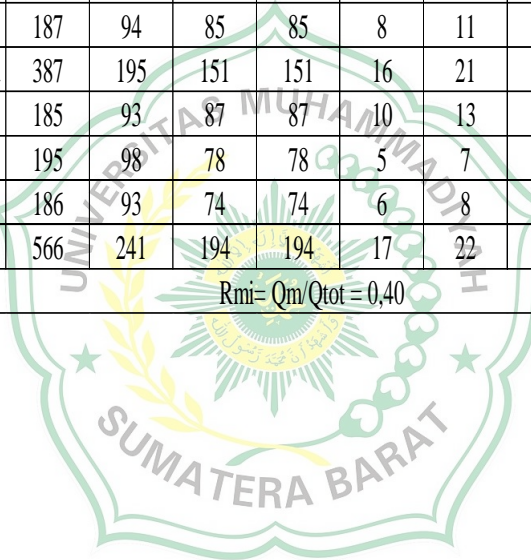 187 94 85 85 8 11
387 195 151 151 16 21
185 93 87 87 10 13
195 98 78 78 5 7
186 93 74 74 6 8
566 241 194 194 17 22
Rmi= Qm/Qtot = 0,40
UNIVERSITAS MUHAMMADIYAH
SUMATERA BARAT